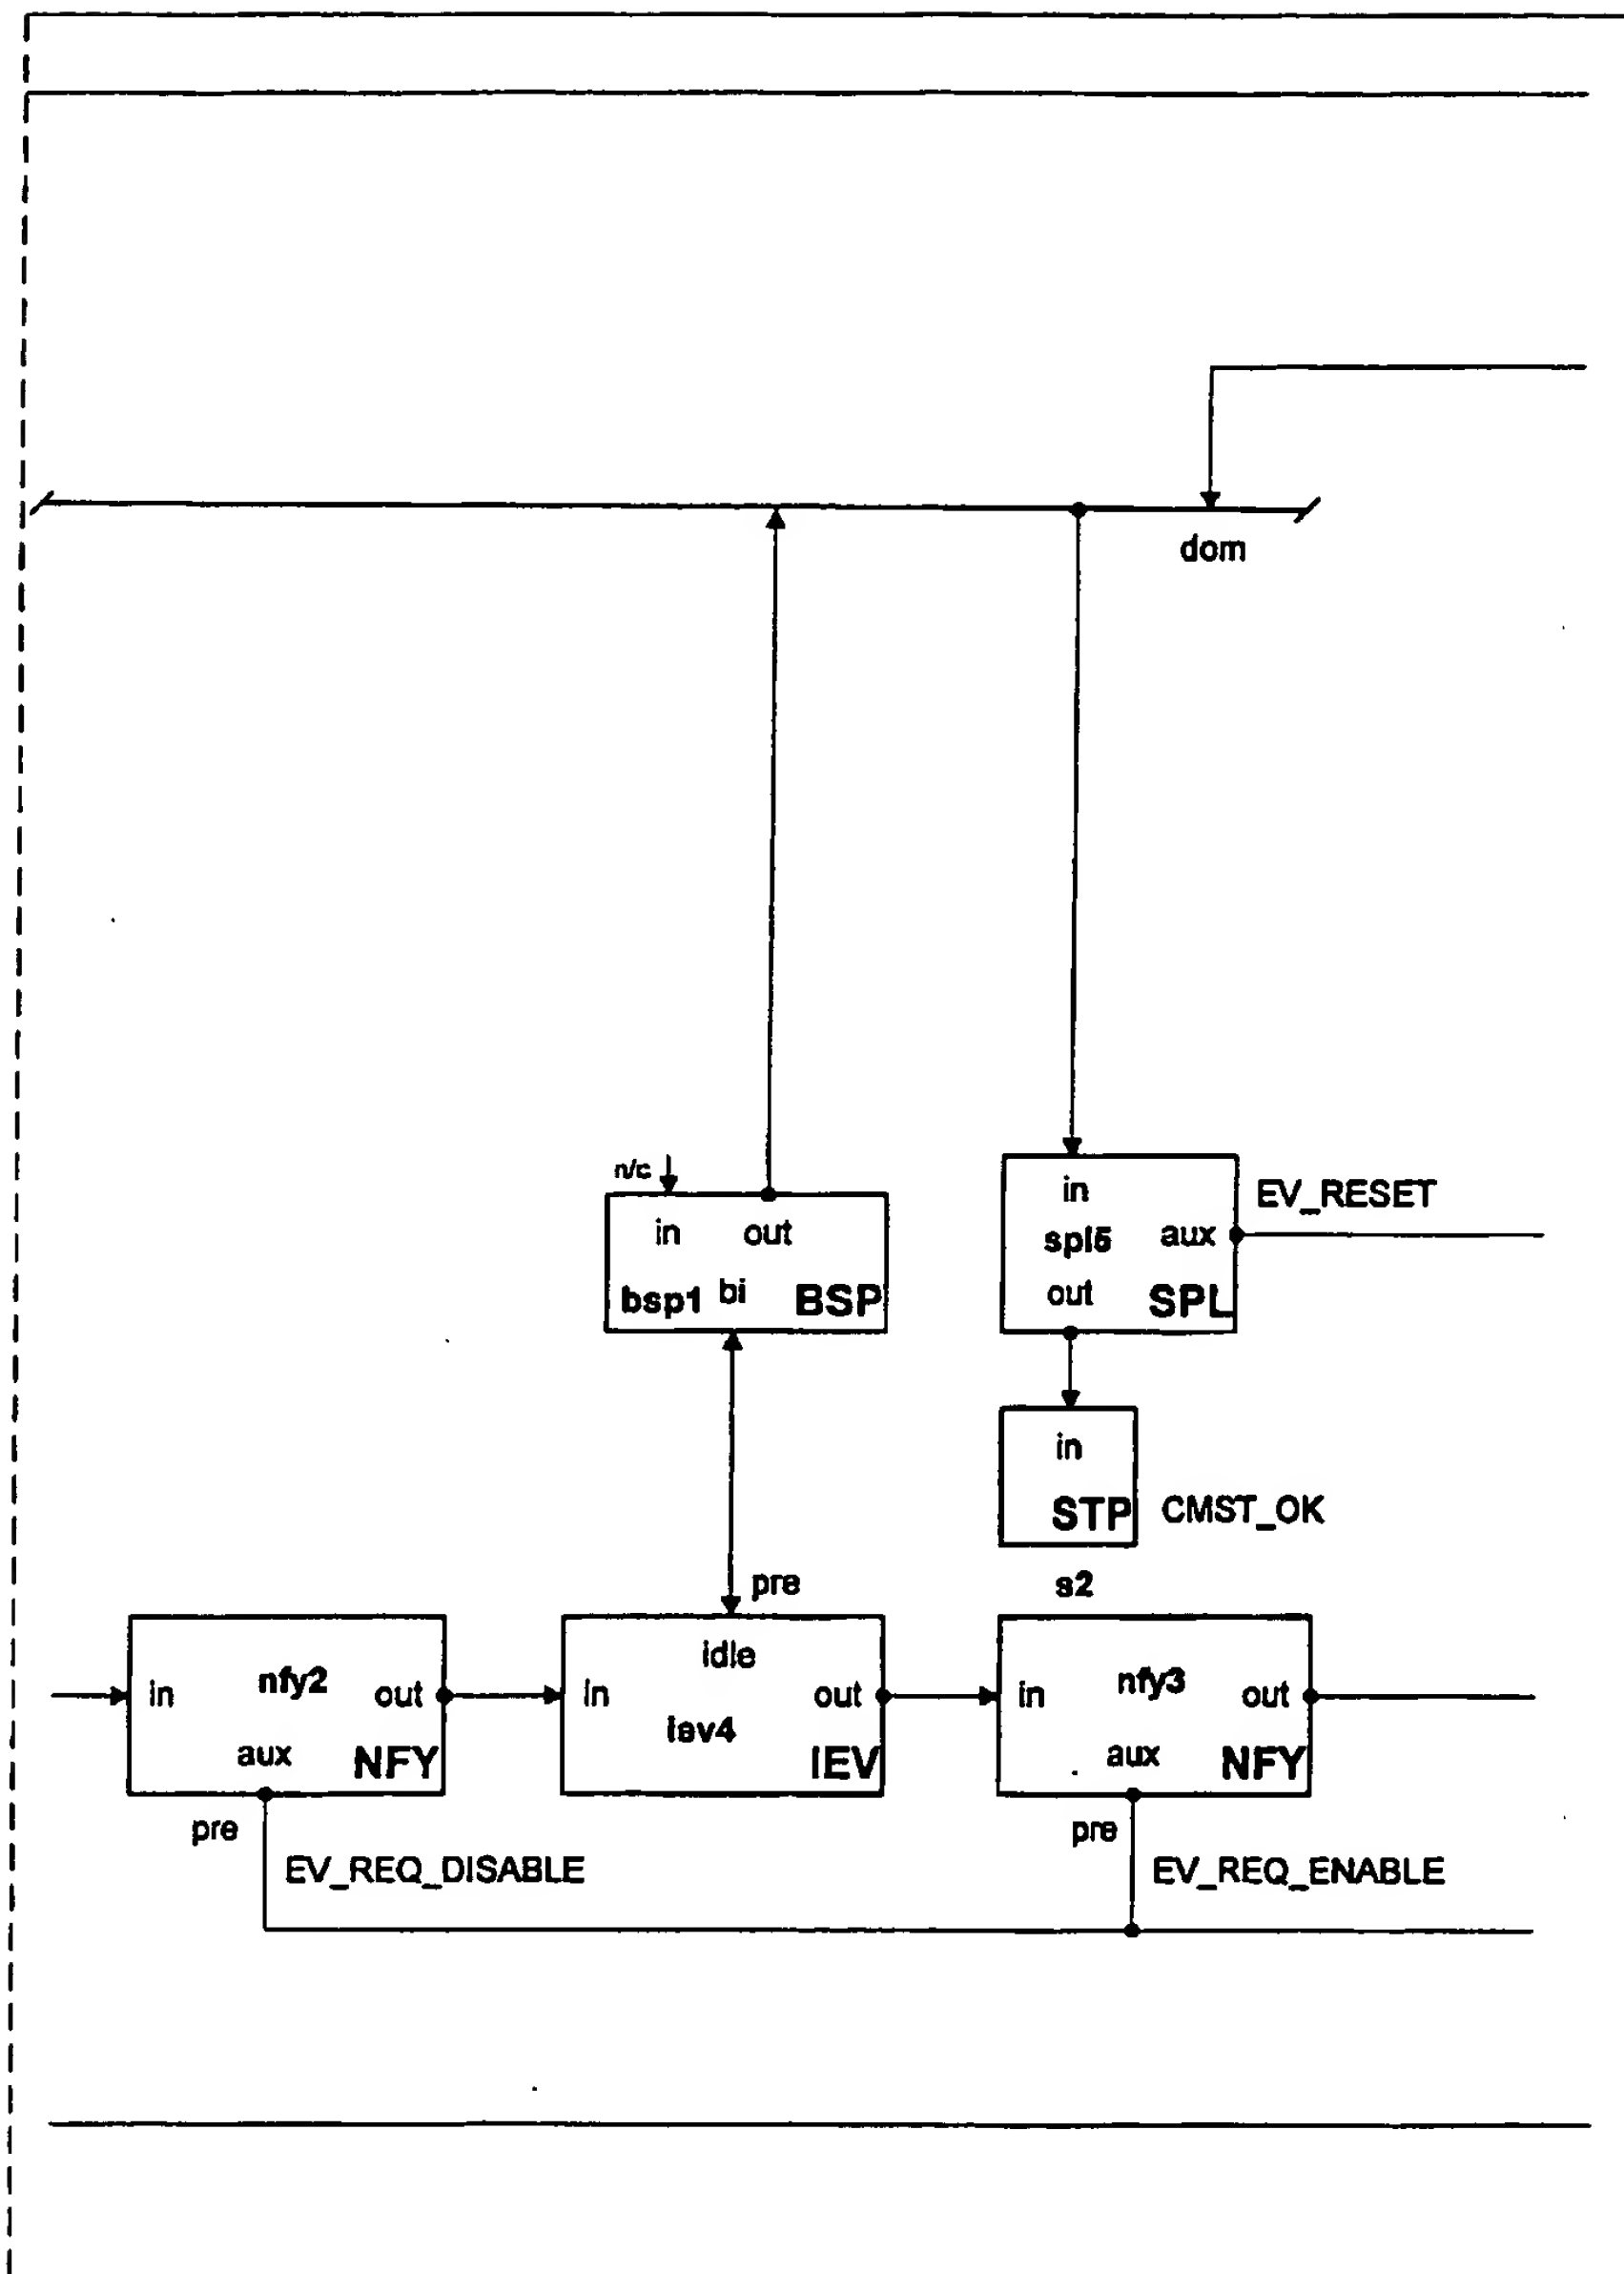 dom
n/c
in out
bsp1 bi BSP
in
spl5 aux
out SPL
EV_RESET
in
STP CMST_OK
s2
pre
in nfy2 out
aux NFY
pre
EV_REQ_DISABLE
idle
in out
iev4
IEV
in nfy3 out
aux NFY
pre
EV_REQ_ENABLE